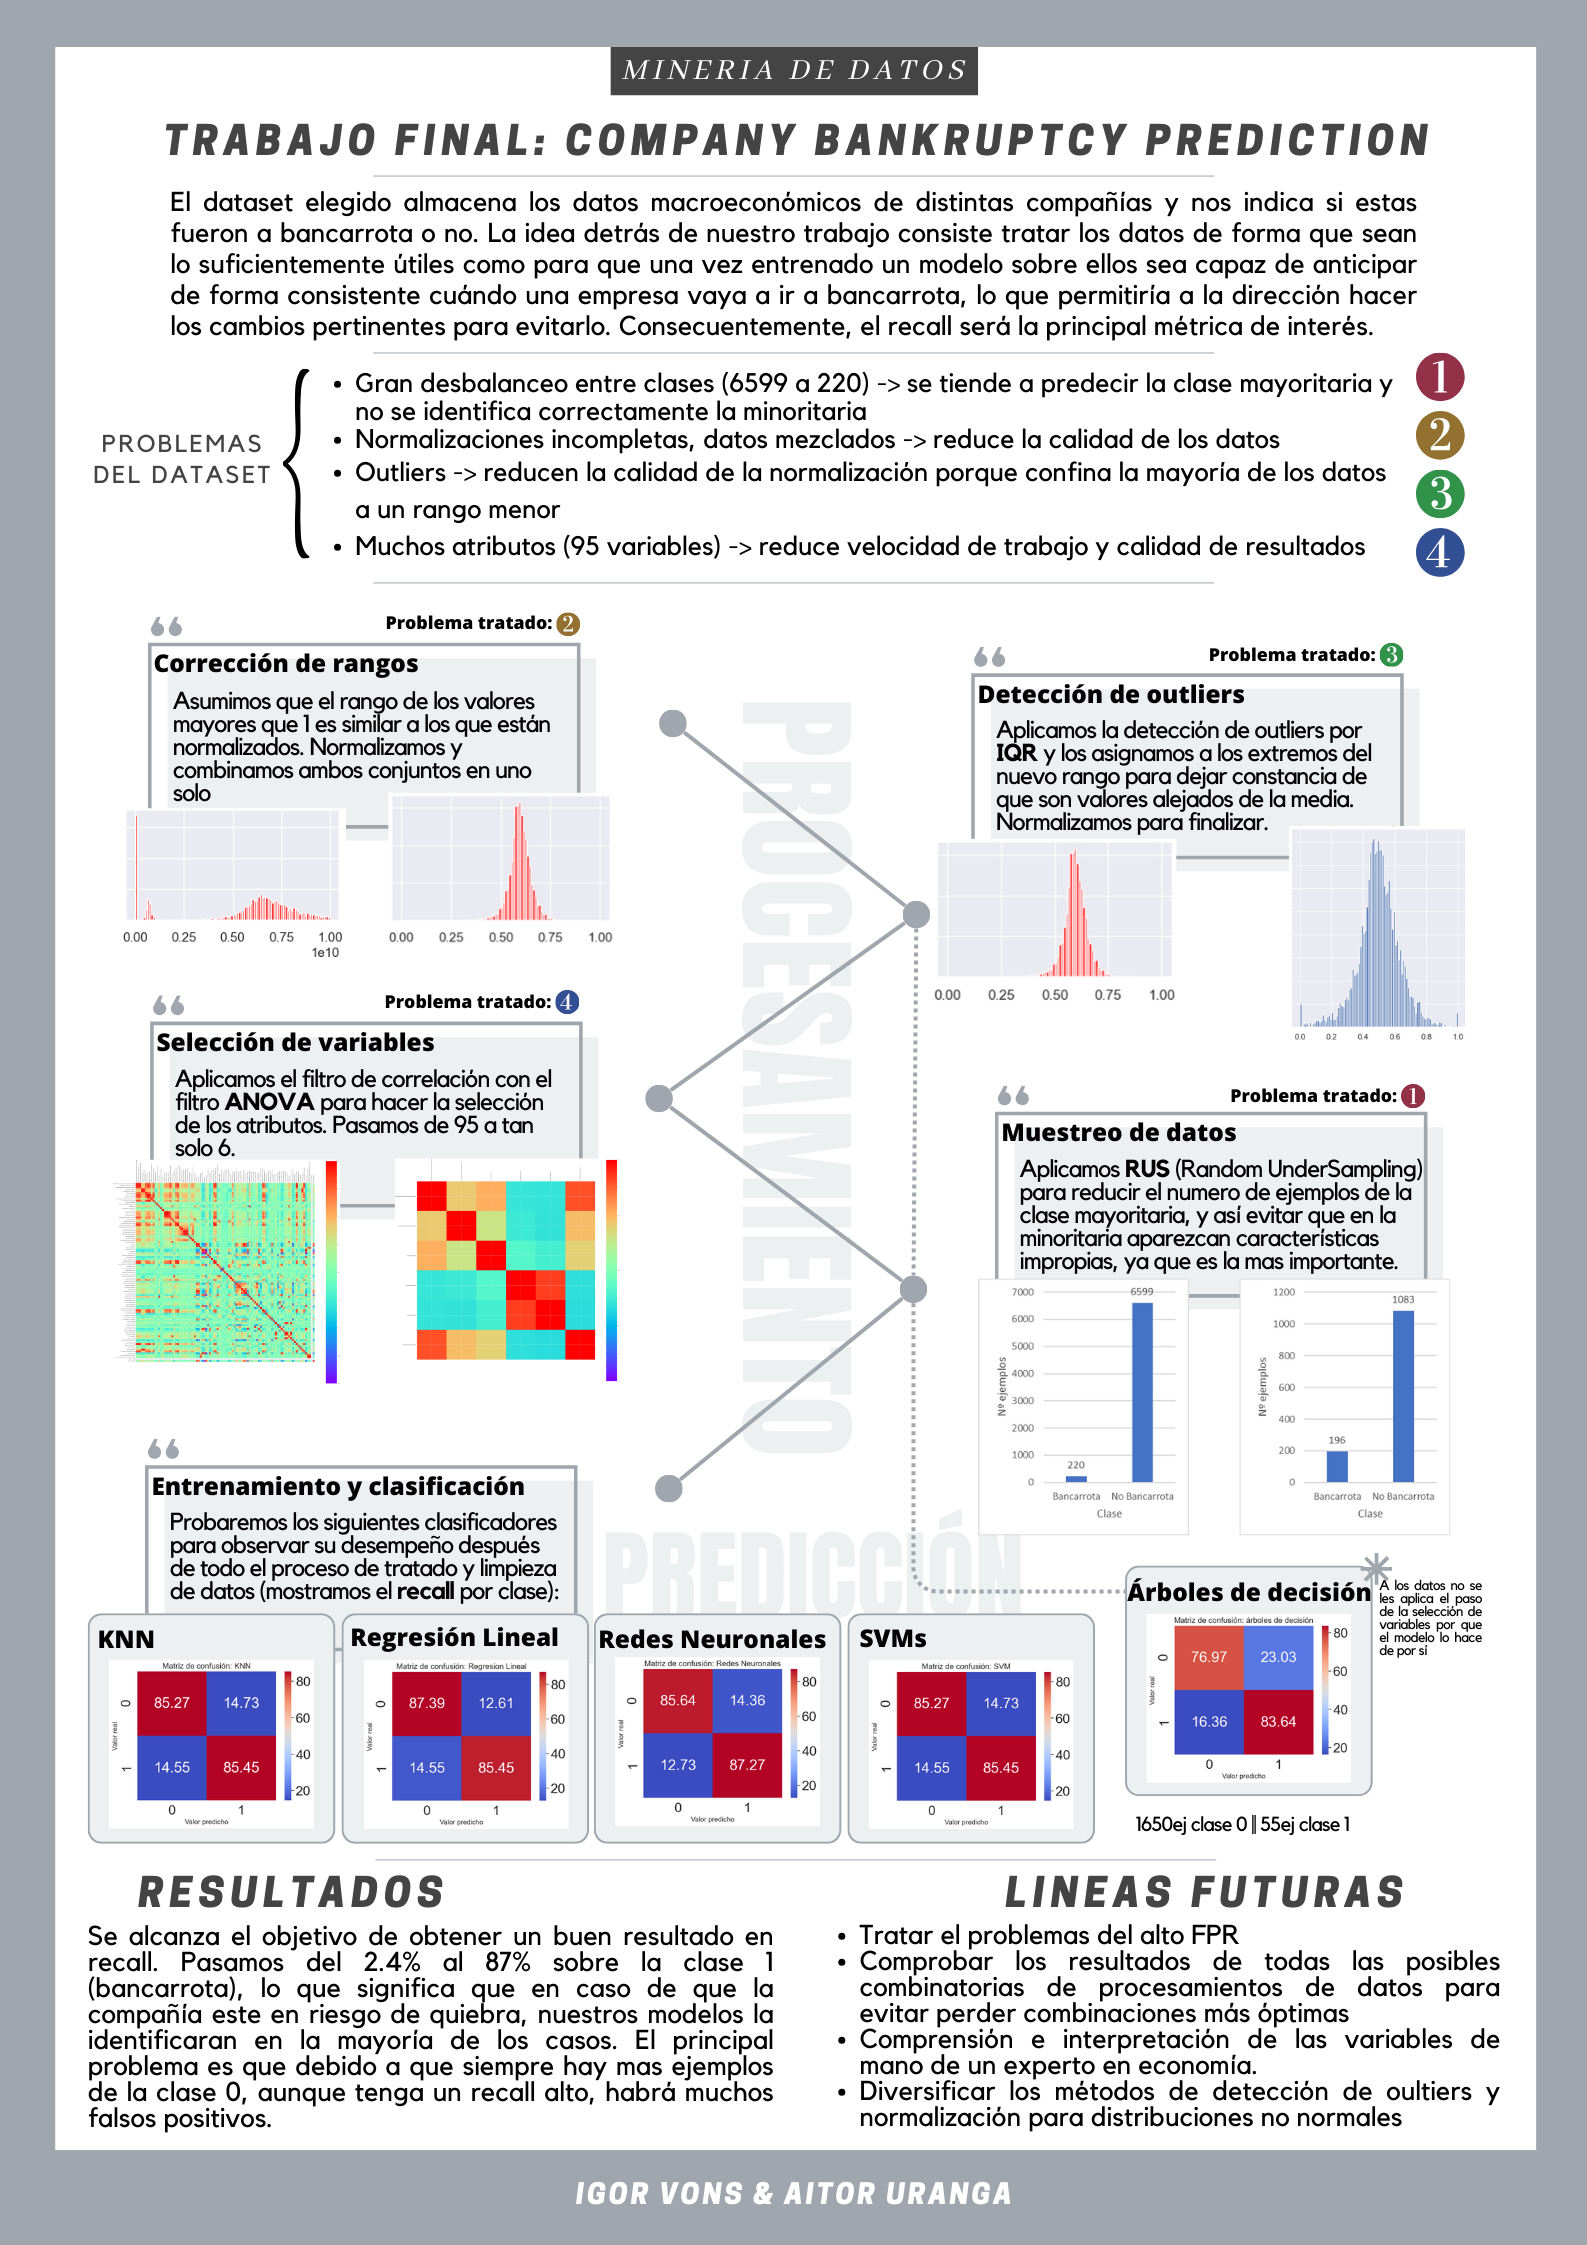 MINERIA DE DATOS
TRABAJO FINAL: COMPANY BANKRUPTCY PREDICTION
El dataset elegido almacena los datos macroeconómicos de distintas compañías y nos indica si estas
fueron a bancarrota o no. La idea detrás de nuestro trabajo consiste tratar los datos de forma que sean
lo suficientemente útiles como para que una vez entrenado un modelo sobre ellos sea capaz de anticipar
de forma consistente cuándo una empresa vaya a ir a bancarrota, lo que permitiría a la dirección hacer
los cambios pertinentes para evitarlo. Consecuentemente, el recall será la principal métrica de interés.
PROBLEMAS
DEL DATASET
• Gran desbalanceo entre clases (6599 a 220) -> se tiende a predecir la clase mayoritaria y
no se identifica correctamente la minoritaria
• Normalizaciones incompletas, datos mezclados -> reduce la calidad de los datos
• Outliers -> reducen la calidad de la normalización porque confina la mayoría de los datos
a un rango menor
• Muchos atributos (95 variables) -> reduce velocidad de trabajo y calidad de resultados
1
2
3
4
PROCESAMIENTO
Problema tratado: 2
Corrección de rangos
Asumimos que el rango de los valores
mayores que 1 es similar a los que están
normalizados. Normalizamos y
combinamos ambos conjuntos en uno
solo
0.00 0.25 0.50 0.75 1.00
1e10
0.00 0.25 0.50 0.75 1.00
Problema tratado: 3
Detección de outliers
Aplicamos la detección de outliers por
IQR y los asignamos a los extremos del
nuevo rango para dejar constancia de
que son valores alejados de la media.
Normalizamos para finalizar.
0.00 0.25 0.50 0.75 1.00
0.0 0.2 0.4 0.6 0.8 1.0
Problema tratado: 4
Selección de variables
Aplicamos el filtro de correlación con el
filtro ANOVA para hacer la selección
de los atributos. Pasamos de 95 a tan
solo 6.
Problema tratado: 1
Muestreo de datos
Aplicamos RUS (Random UnderSampling)
para reducir el numero de ejemplos de la
clase mayoritaria, y así evitar que en la
minoritaria aparezcan características
impropias, ya que es la mas importante.
7000
6000
5000
4000
3000
2000
1000
0
Nº ejemplos
220
6599
Bancarrota No Bancarrota
Clase
1200
1000
800
600
400
200
0
Nº ejemplos
196
1083
Bancarrota No Bancarrota
Clase
Entrenamiento y clasificación
Probaremos los siguientes clasificadores
para observar su desempeño después
de todo el proceso de tratado y limpieza
de datos (mostramos el recall por clase):
PREDICCIÓN
KNN
Matriz de confusión: KNN
85.27 14.73
14.55 85.45
0 1
Valor predicho
Valor real
0
1
80
60
40
20
Regresión Lineal
Matriz de confusión: Regresion Lineal
87.39 12.61
14.55 85.45
0 1
Valor predicho
Valor real
0
1
80
60
40
20
Redes Neuronales
Matriz de confusión: Redes Neuronales
85.64 14.36
12.73 87.27
0 1
Valor predicho
Valor real
0
1
80
60
40
20
SVMs
Matriz de confusión: SVM
85.27 14.73
14.55 85.45
0 1
Valor predicho
Valor real
0
1
80
60
40
20
Árboles de decisión
Matriz de confusión: árboles de decisión
76.97 23.03
16.36 83.64
0 1
Valor predicho
Valor real
0
1
80
60
40
20
A los datos no se
les aplica el paso
de la selección de
variables por que
el modelo lo hace
de por sí
1650ej clase 0 || 55ej clase 1
RESULTADOS
Se alcanza el objetivo de obtener un buen resultado en
recall. Pasamos del 2.4% al 87% sobre la clase 1
(bancarrota), lo que significa que en caso de que la
compañía este en riesgo de quiebra, nuestros modelos la
identificaran en la mayoría de los casos. El principal
problema es que debido a que siempre hay mas ejemplos
de la clase 0, aunque tenga un recall alto, habrá muchos
falsos positivos.
LINEAS FUTURAS
• Tratar el problemas del alto FPR
• Comprobar los resultados de todas las posibles
combinatorias de procesamientos de datos para
evitar perder combinaciones más óptimas
• Comprensión e interpretación de las variables de
mano de un experto en economía.
• Diversificar los métodos de detección de oultiers y
normalización para distribuciones no normales
IGOR VONS & AITOR URANGA